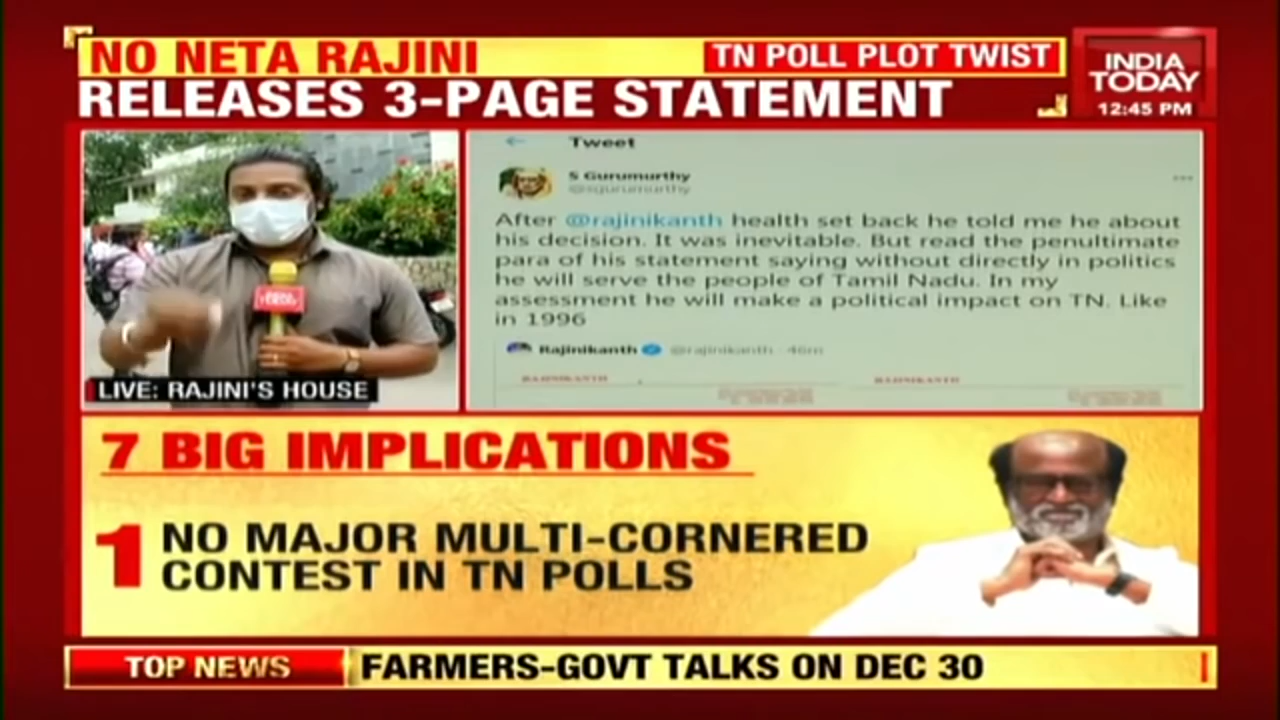 NO NETA RAJINI
TN POLL PLOT TWIST
RELEASES 3-PAGE STATEMENT
INDIA
TODAY
12:45 PM
Tweet
S Gurumurthy
@sgurumurthy
After @rajinikanth health set back he told me he about
his decision. It was inevitable. But read the penultimate
para of his statement saying without directly in politics
he will serve the people of Tamil Nadu. In my
assessment he will make a political impact on TN. Like
in 1996
Rajinikanth @rajinikanth · 46m
RAJINIKANTH
RAJINIKANTH
INDIA
TODAY
LIVE: RAJINI'S HOUSE
7 BIG IMPLICATIONS
1 NO MAJOR MULTI-CORNERED
CONTEST IN TN POLLS
TOP NEWS
FARMERS-GOVT TALKS ON DEC 30